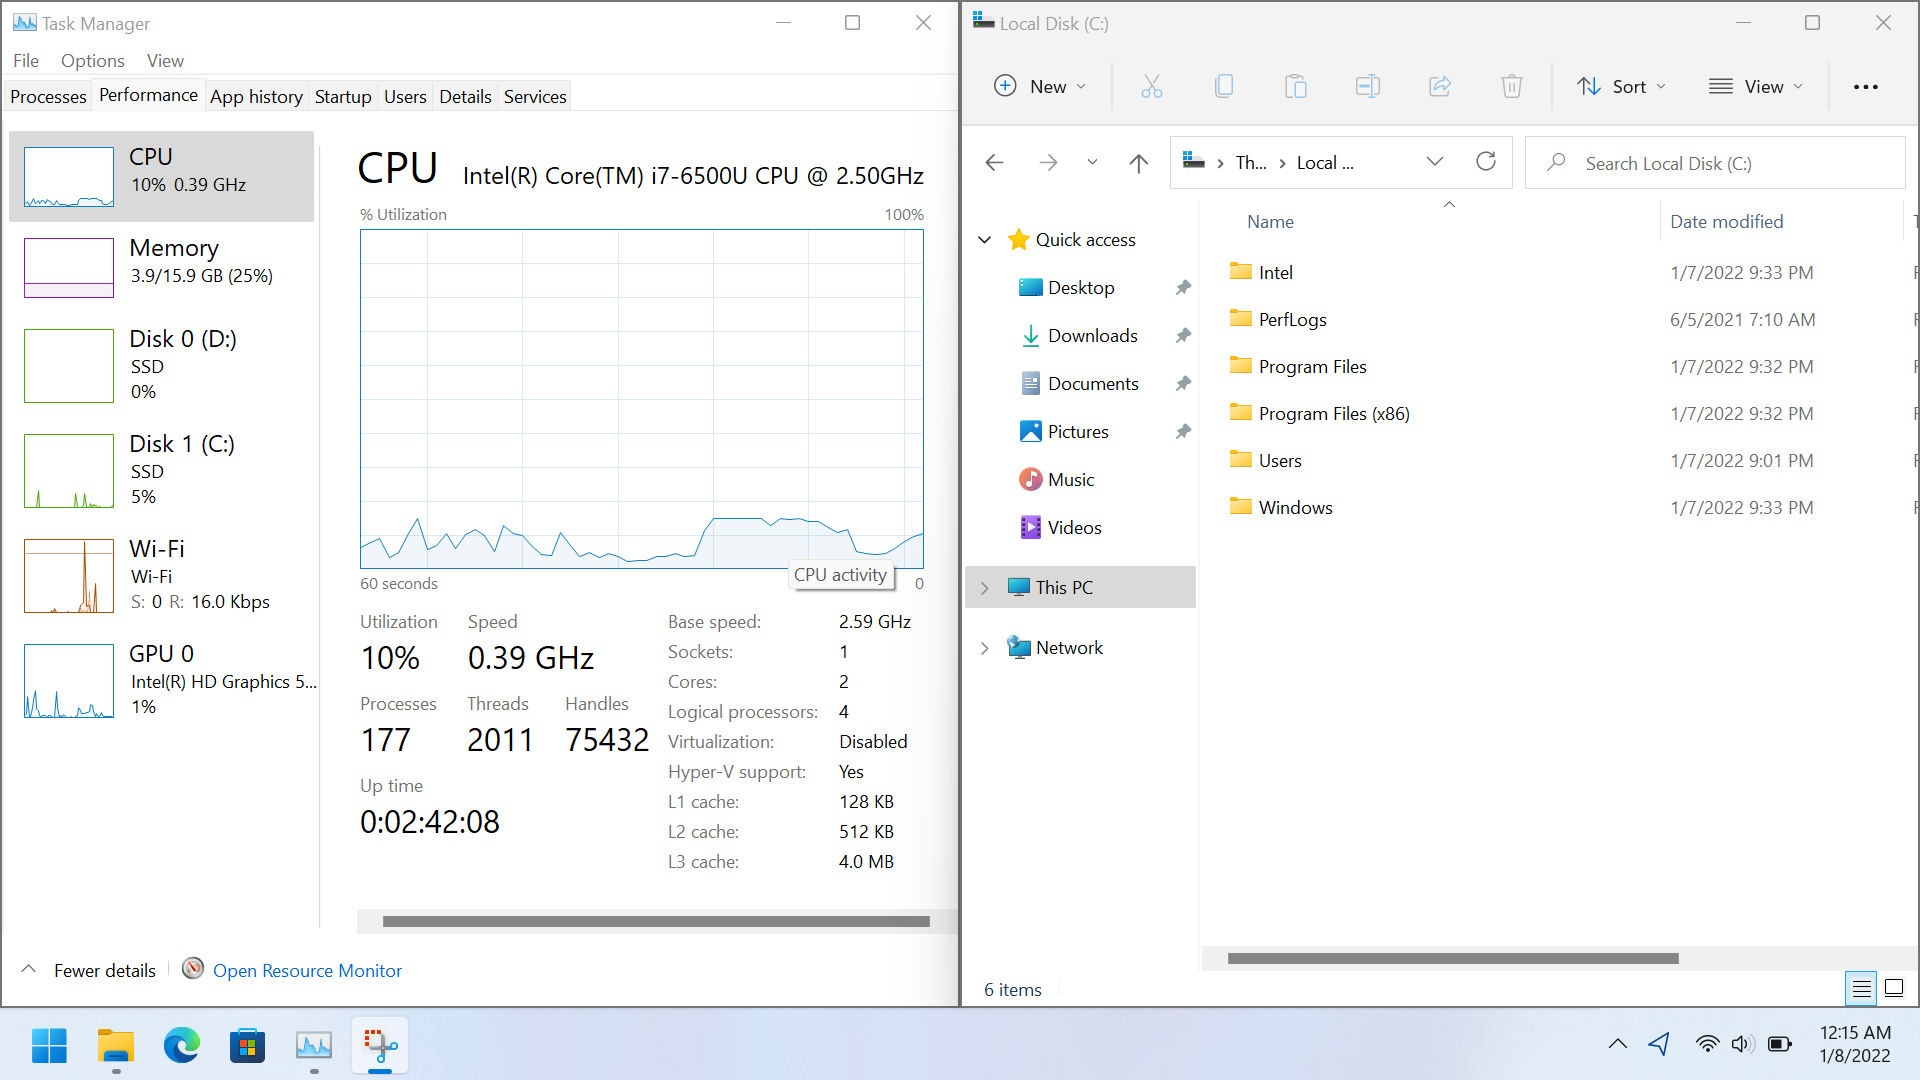 Task Manager
File Options View
Processes Performance App history Startup Users Details Services
CPU
10% 0.39 GHz
Memory
3.9/15.9 GB (25%)
Disk 0 (D:)
SSD
0%
Disk 1 (C:)
SSD
5%
Wi-Fi
Wi-Fi
S: 0 R: 16.0 Kbps
GPU 0
Intel(R) HD Graphics 5...
1%
CPU Intel(R) Core(TM) i7-6500U CPU @ 2.50GHz
% Utilization 100%
60 seconds 0
CPU activity
Utilization Speed
10% 0.39 GHz
Processes Threads Handles
177 2011 75432
Up time
0:02:42:08
Base speed: 2.59 GHz
Sockets: 1
Cores: 2
Logical processors: 4
Virtualization: Disabled
Hyper-V support: Yes
L1 cache: 128 KB
L2 cache: 512 KB
L3 cache: 4.0 MB
Fewer details Open Resource Monitor
Local Disk (C:)
New Sort View
Th... Local ... Search Local Disk (C:)
Quick access
Desktop
Downloads
Documents
Pictures
Music
Videos
This PC
Network
Name Date modified
Intel 1/7/2022 9:33 PM
PerfLogs 6/5/2021 7:10 AM
Program Files 1/7/2022 9:32 PM
Program Files (x86) 1/7/2022 9:32 PM
Users 1/7/2022 9:01 PM
Windows 1/7/2022 9:33 PM
6 items
12:15 AM
1/8/2022